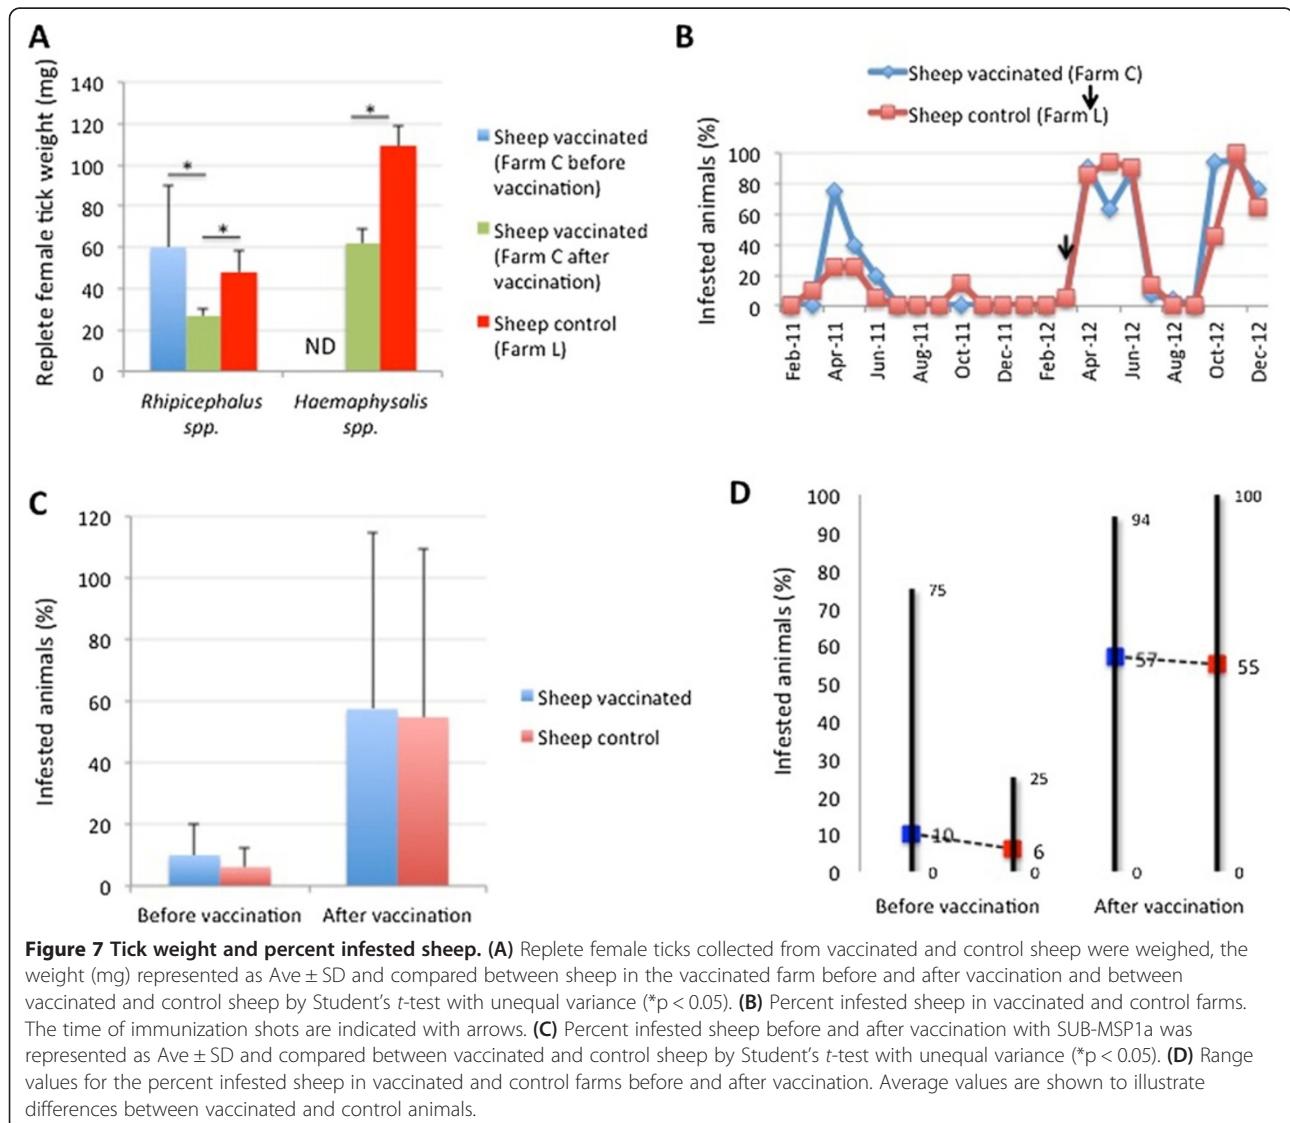 A
Replete female tick weight (mg)
140
120
100
80
60
40
20
0
*
*
*
ND
Rhipicephalus
spp.
Haemaphysalis
spp.
Sheep vaccinated
(Farm C before
vaccination)
Sheep vaccinated
(Farm C after
vaccination)
Sheep control
(Farm L)
B
Sheep vaccinated (Farm C)
Sheep control (Farm L)
Infested animals (%)
100
80
60
40
20
0
Feb-11
Apr-11
Jun-11
Aug-11
Oct-11
Dec-11
Feb-12
Apr-12
Jun-12
Aug-12
Oct-12
Dec-12
C
Infested animals (%)
120
100
80
60
40
20
0
Before vaccination
After vaccination
Sheep vaccinated
Sheep control
D
Infested animals (%)
100
90
80
70
60
50
40
30
20
10
0
75
10
0
25
6
0
94
57
0
100
55
0
Before vaccination
After vaccination
Figure 7 Tick weight and percent infested sheep. (A) Replete female ticks collected from vaccinated and control sheep were weighed, the
weight (mg) represented as Ave ± SD and compared between sheep in the vaccinated farm before and after vaccination and between
vaccinated and control sheep by Student's t-test with unequal variance (*p < 0.05). (B) Percent infested sheep in vaccinated and control farms.
The time of immunization shots are indicated with arrows. (C) Percent infested sheep before and after vaccination with SUB-MSP1a was
represented as Ave ± SD and compared between vaccinated and control sheep by Student's t-test with unequal variance (*p < 0.05). (D) Range
values for the percent infested sheep in vaccinated and control farms before and after vaccination. Average values are shown to illustrate
differences between vaccinated and control animals.